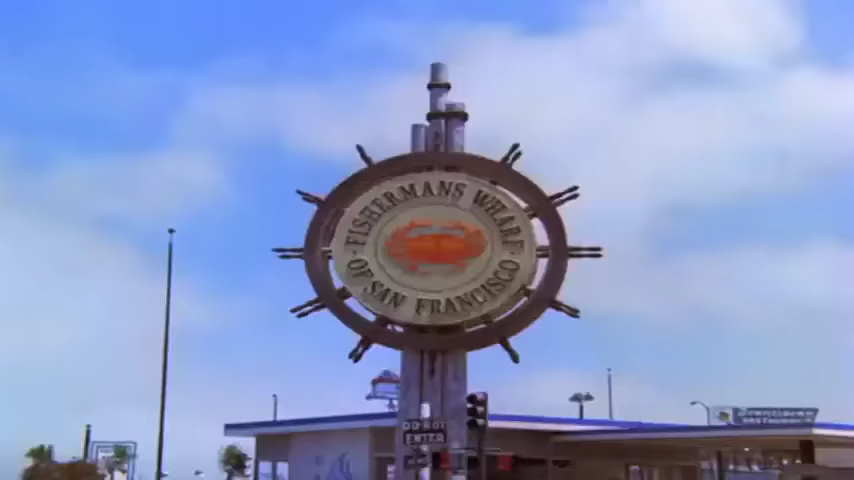 FISHERMANS WHARF
OF SAN FRANCISCO
DO NOT
ENTER